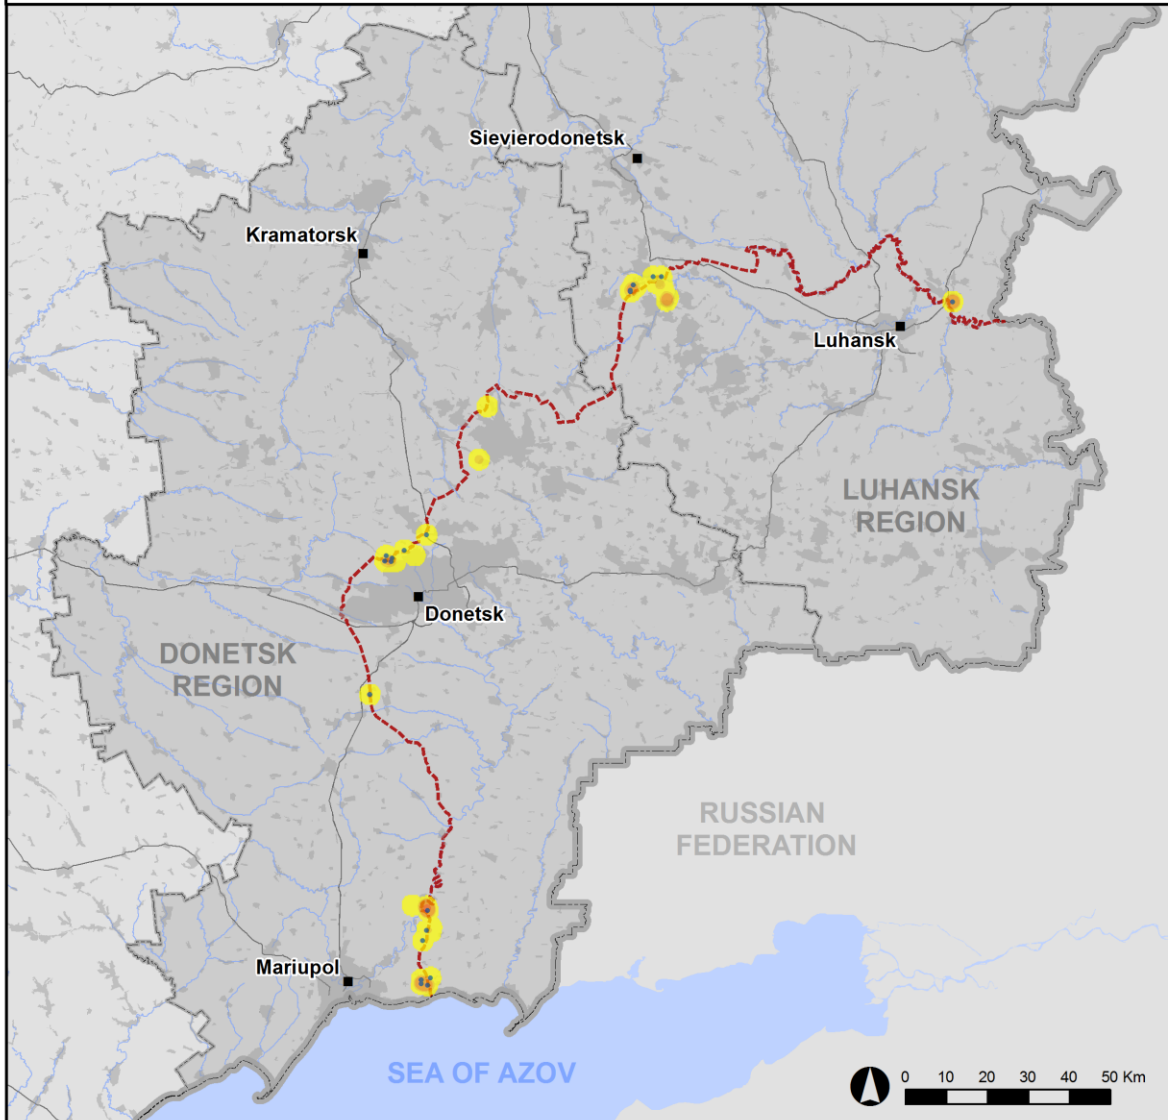 Sievierodonetsk
Kramatorsk
Luhansk
LUHANSK
REGION
Donetsk
DONETSK
REGION
RUSSIAN
FEDERATION
Mariupol
SEA OF AZOV
0 10 20 30 40 50 Km